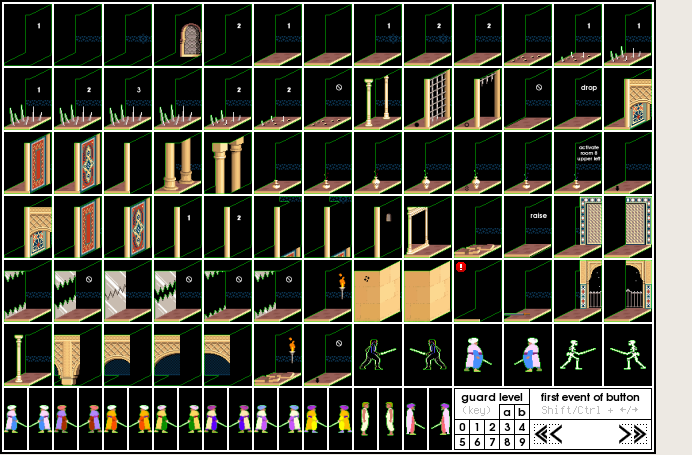 1 1 2 1 1 2 2 1 1
1 2 3 2 2 drop
activate
room 8
upper left
1 2 raise
!
guard level
(key) a b
0 1 2 3 4
5 6 7 8 9
first event of button
Shift/Ctrl + ←/→